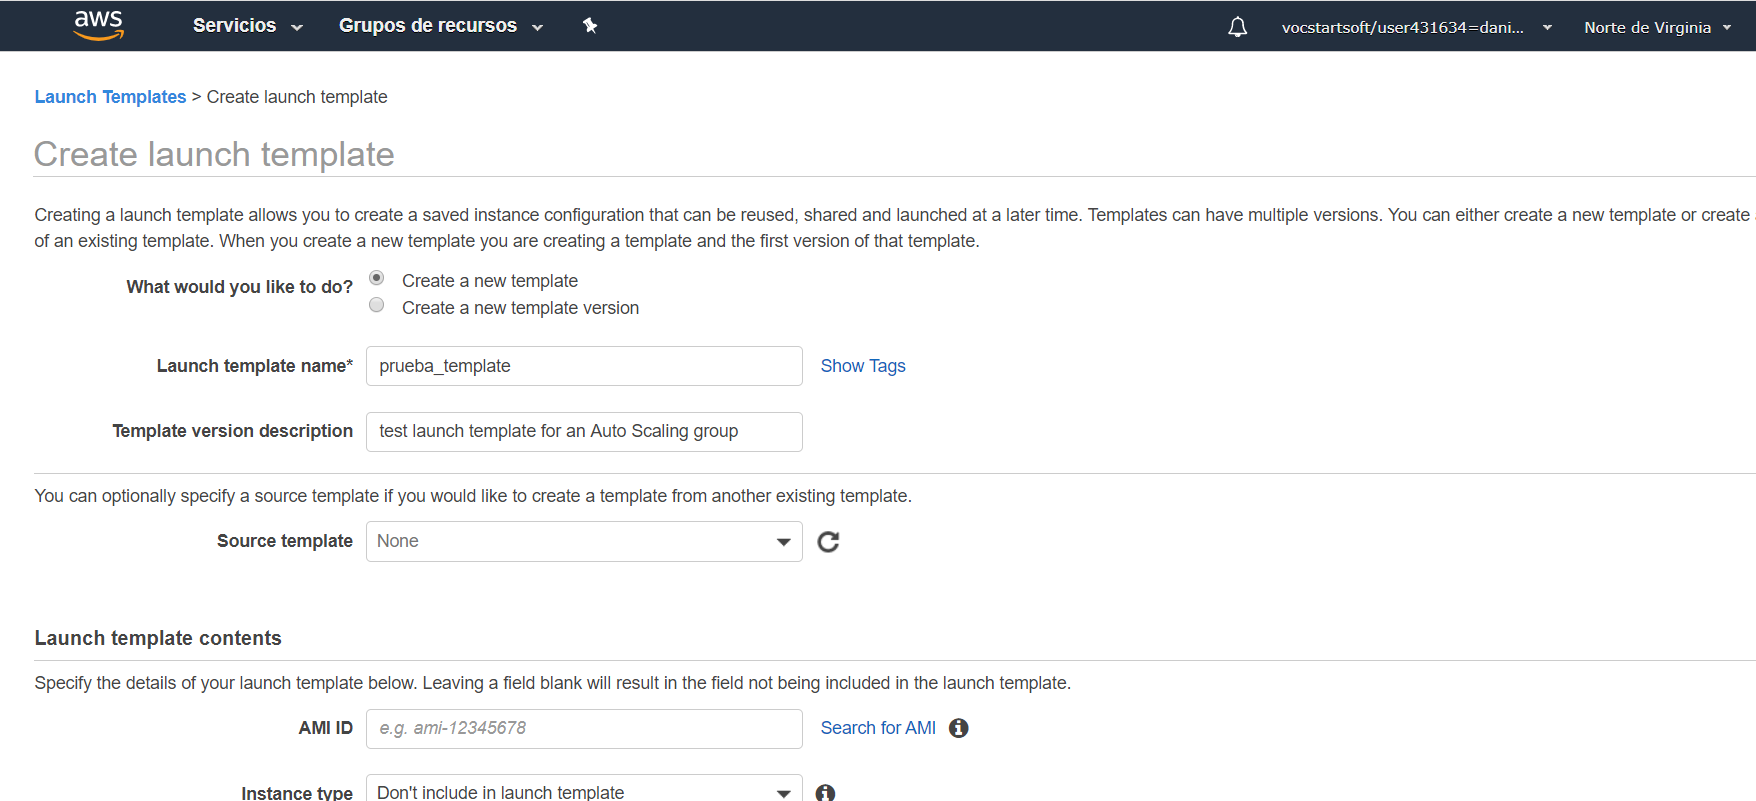 aws Servicios Grupos de recursos vocstartsoft/user431634=dani... Norte de Virginia
Launch Templates > Create launch template
Create launch template
Creating a launch template allows you to create a saved instance configuration that can be reused, shared and launched at a later time. Templates can have multiple versions. You can either create a new template or create
of an existing template. When you create a new template you are creating a template and the first version of that template.
What would you like to do? Create a new template
Create a new template version
Launch template name* prueba_template Show Tags
Template version description test launch template for an Auto Scaling group
You can optionally specify a source template if you would like to create a template from another existing template.
Source template None
Launch template contents
Specify the details of your launch template below. Leaving a field blank will result in the field not being included in the launch template.
AMI ID e.g. ami-12345678 Search for AMI
Instance type Don't include in launch template